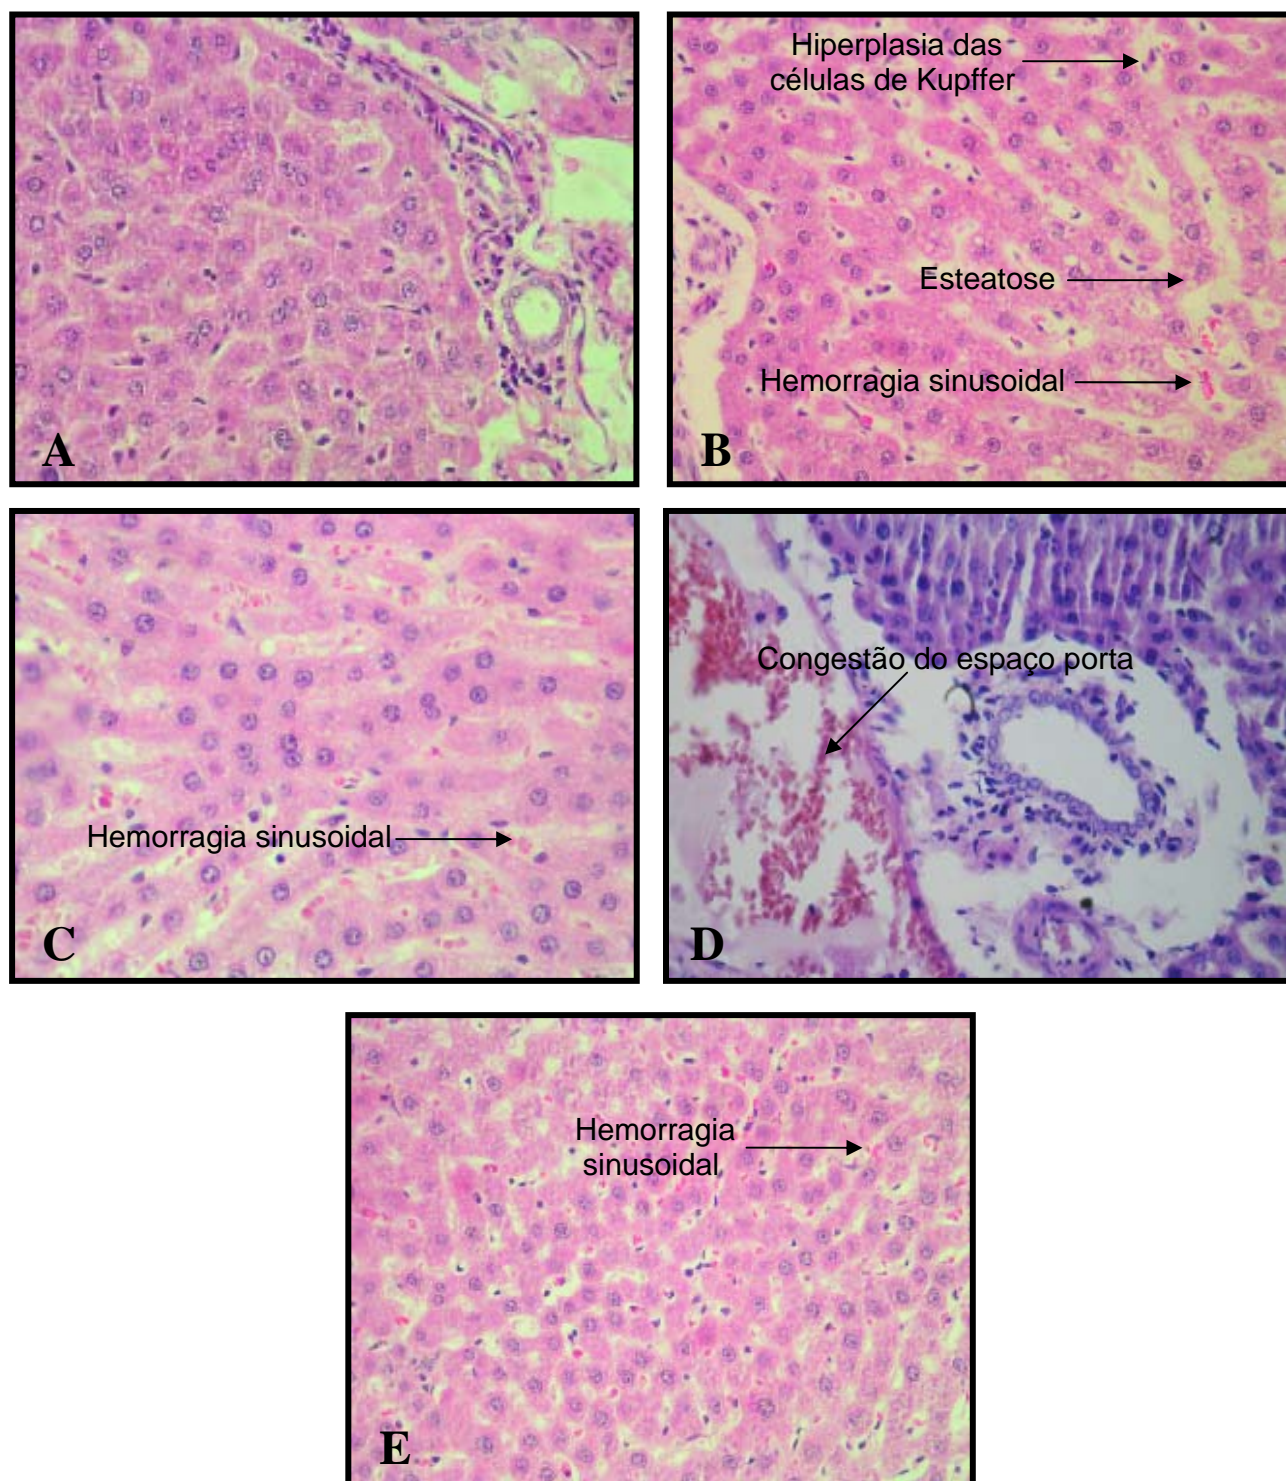 A
Hiperplasia das
células de Kupffer
Esteatose
Hemorragia sinusoidal
B
Hemorragia sinusoidal
C
Congestão do espaço porta
D
Hemorragia
sinusoidal
E